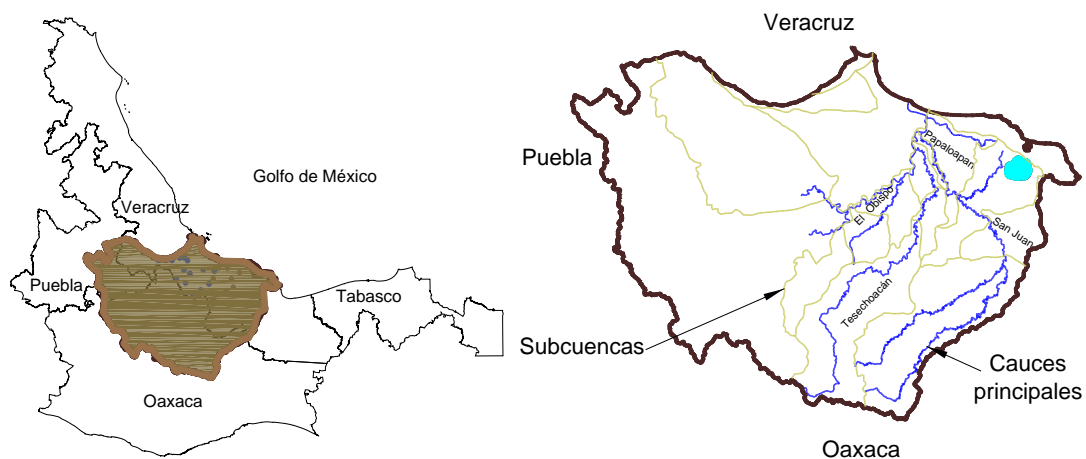 Golfo de México
Veracruz
Puebla
Tabasco
Oaxaca
Veracruz
Puebla
Papaloapan
El Obispo
San Juan
Tesechoacán
Subcuencas
Cauces
principales
Oaxaca